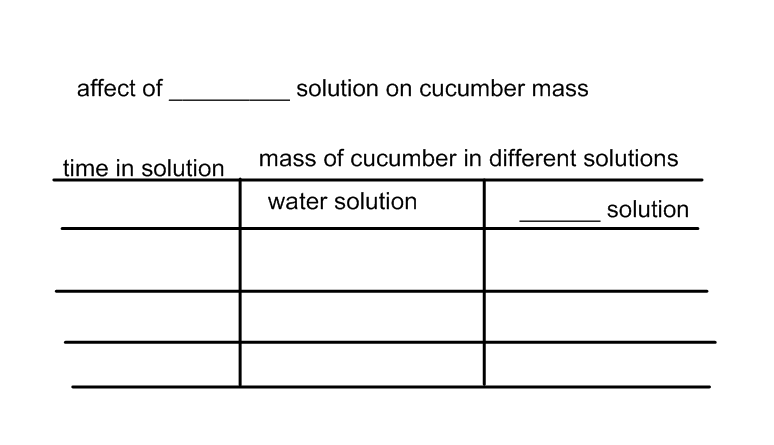 affect of _________ solution on cucumber mass
time in solution
mass of cucumber in different solutions
water solution
______ solution